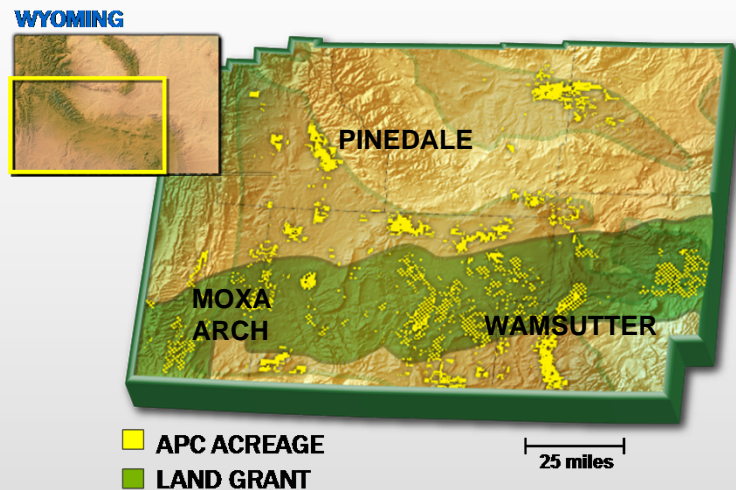 WYOMING
PINEDALE
MOXA
ARCH
WAMSUTTER
APC ACREAGE
LAND GRANT
25 miles